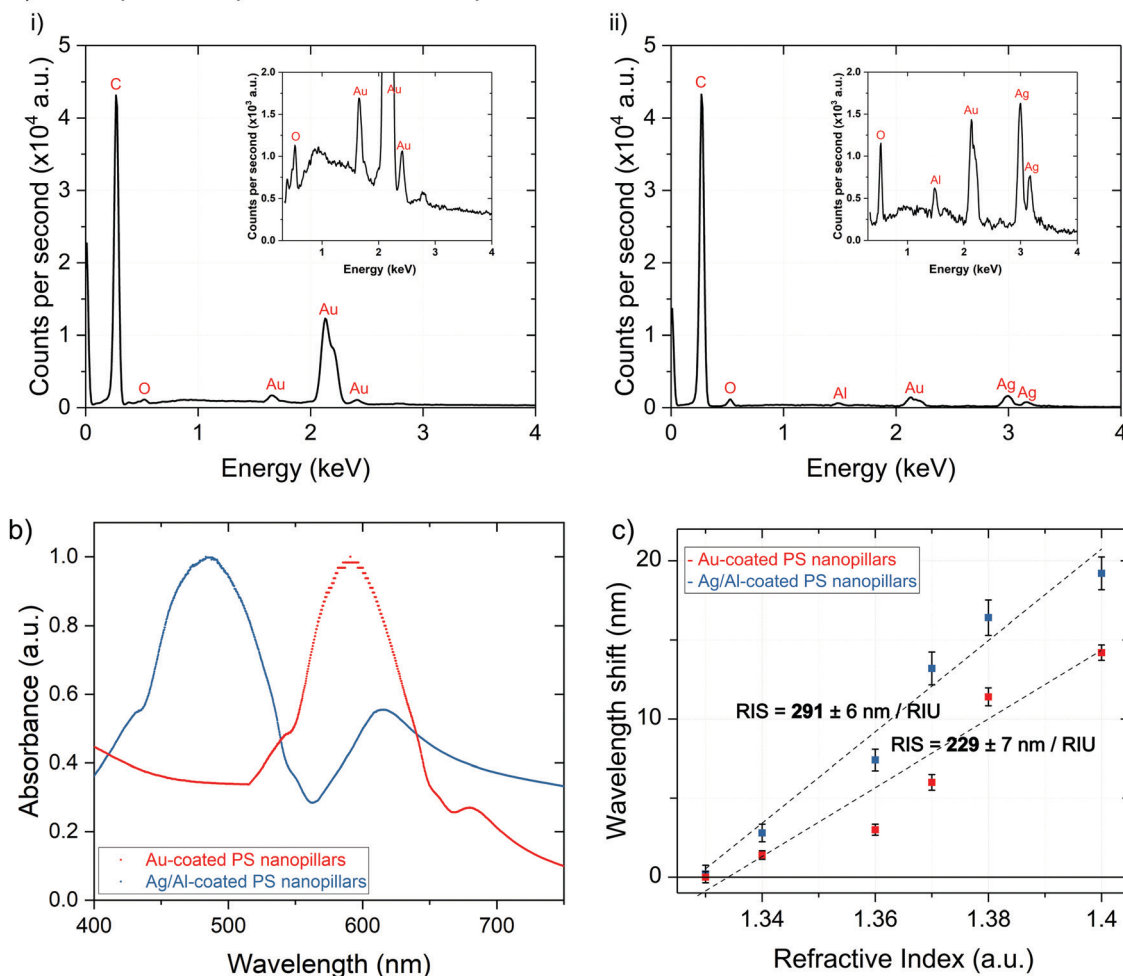 i)
5
4
3
2
1
0
Counts per second (x10⁴ a.u.)
C
O
Au
Au
Au
0
1
2
3
4
Energy (keV)
2.0
1.5
1.0
0.5
0.0
Counts per second (x10³ a.u.)
O
Au
Au
Au
1
2
3
4
Energy (keV)
ii)
5
4
3
2
1
0
Counts per second (x10⁴ a.u.)
C
O
Al
Au
Ag
Ag
0
1
2
3
4
Energy (keV)
2.0
1.5
1.0
0.5
0.0
Counts per second (x10³ a.u.)
O
Al
Au
Ag
Ag
1
2
3
4
Energy (keV)
b)
1.0
0.8
0.6
0.4
0.2
0.0
Absorbance (a.u.)
Au-coated PS nanopillars
Ag/Al-coated PS nanopillars
400
500
600
700
Wavelength (nm)
c)
20
10
0
Wavelength shift (nm)
- Au-coated PS nanopillars
- Ag/Al-coated PS nanopillars
RIS = 291 ± 6 nm / RIU
RIS = 229 ± 7 nm / RIU
1.34
1.36
1.38
1.4
Refractive Index (a.u.)